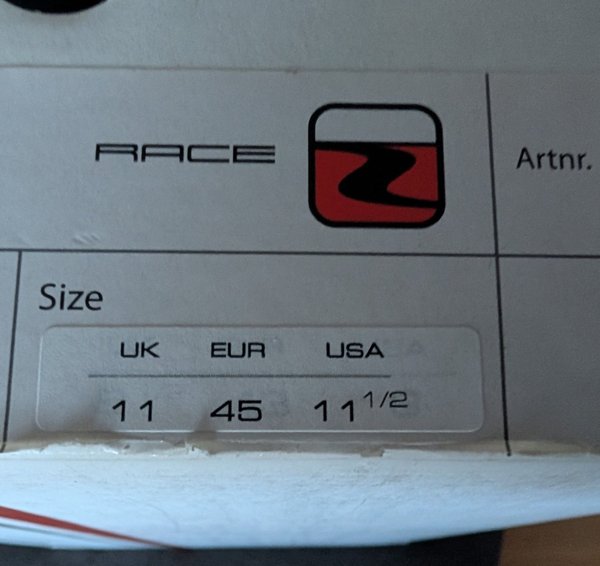 RACE
Artnr.
Size
UK EUR USA
11 45 11 1/2